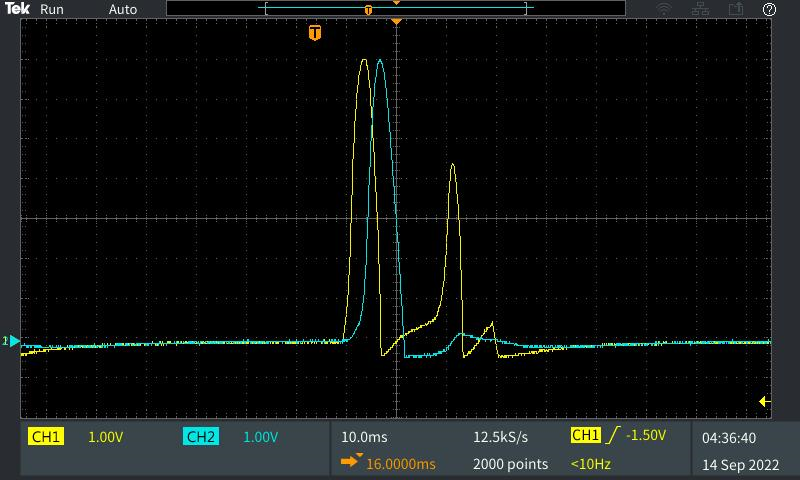 Tek Run Auto T ?
T
2
CH1 1.00V CH2 1.00V 10.0ms 12.5kS/s CH1 -1.50V 04:36:40
16.0000ms 2000 points <10Hz 14 Sep 2022